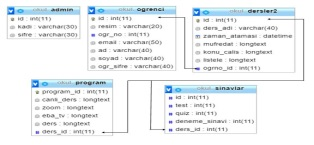 okul admin
id : int(11)
kadi : varchar(30)
sifre : varchar(30)
okul ogrenci
id : int(11)
resim : varchar(20)
ogr_no : int(11)
email : varchar(50)
ad : varchar(40)
soyad : varchar(40)
ogr_sifre : varchar(40)
okul dersler2
id : int(11)
ders_adi : varchar(40)
zaman_atamasi : datetime
mufredat : longtext
konu_calis : longtext
listele : longtext
ogrno_id : int(11)
okul program
program_id : int(11)
canli_ders : longtext
zoom : longtext
eba_tv : longtext
ders : longtext
ders_id : int(11)
okul sinavlar
id : int(11)
test : int(11)
quiz : int(11)
deneme_sinavi : int(11)
ders_id : int(11)